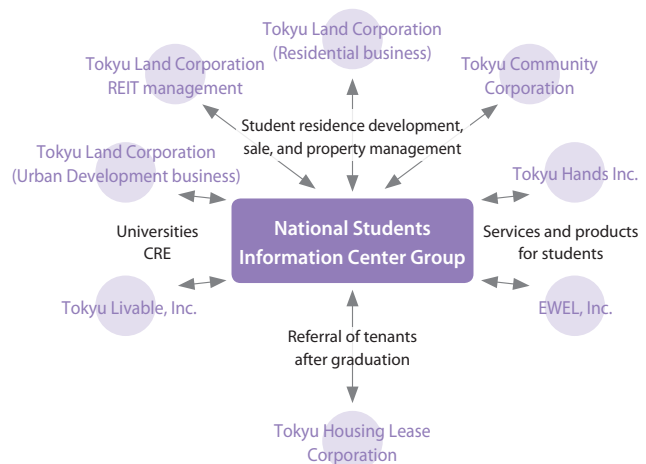 Tokyu Land Corporation
(Residential business)
Tokyu Land Corporation
REIT management
Tokyu Community
Corporation
Student residence development,
sale, and property management
Tokyu Land Corporation
(Urban Development business)
Tokyu Hands Inc.
Universities
CRE
National Students
Information Center Group
Services and products
for students
Tokyu Livable, Inc.
EWEL, Inc.
Referral of tenants
after graduation
Tokyu Housing Lease
Corporation